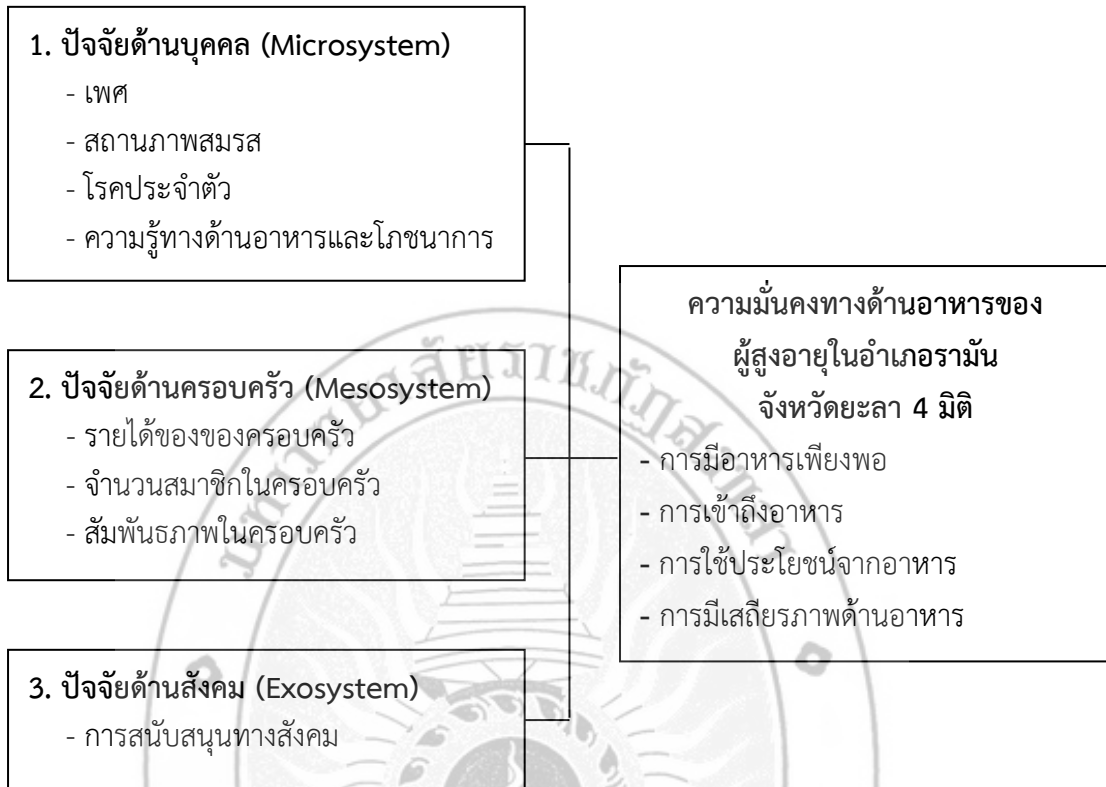 1. ปัจจัยด้านบุคคล (Microsystem)
- เพศ
- สถานภาพสมรส
- โรคประจำตัว
- ความรู้ทางด้านอาหารและโภชนาการ
2. ปัจจัยด้านครอบครัว (Mesosystem)
- รายได้ของของครอบครัว
- จำนวนสมาชิกในครอบครัว
- สัมพันธภาพในครอบครัว
3. ปัจจัยด้านสังคม (Exosystem)
- การสนับสนุนทางสังคม
ความมั่นคงทางด้านอาหารของ
ผู้สูงอายุในอำเภอรามัน
จังหวัดยะลา 4 มิติ
- การมีอาหารเพียงพอ
- การเข้าถึงอาหาร
- การใช้ประโยชน์จากอาหาร
- การมีเสถียรภาพด้านอาหาร